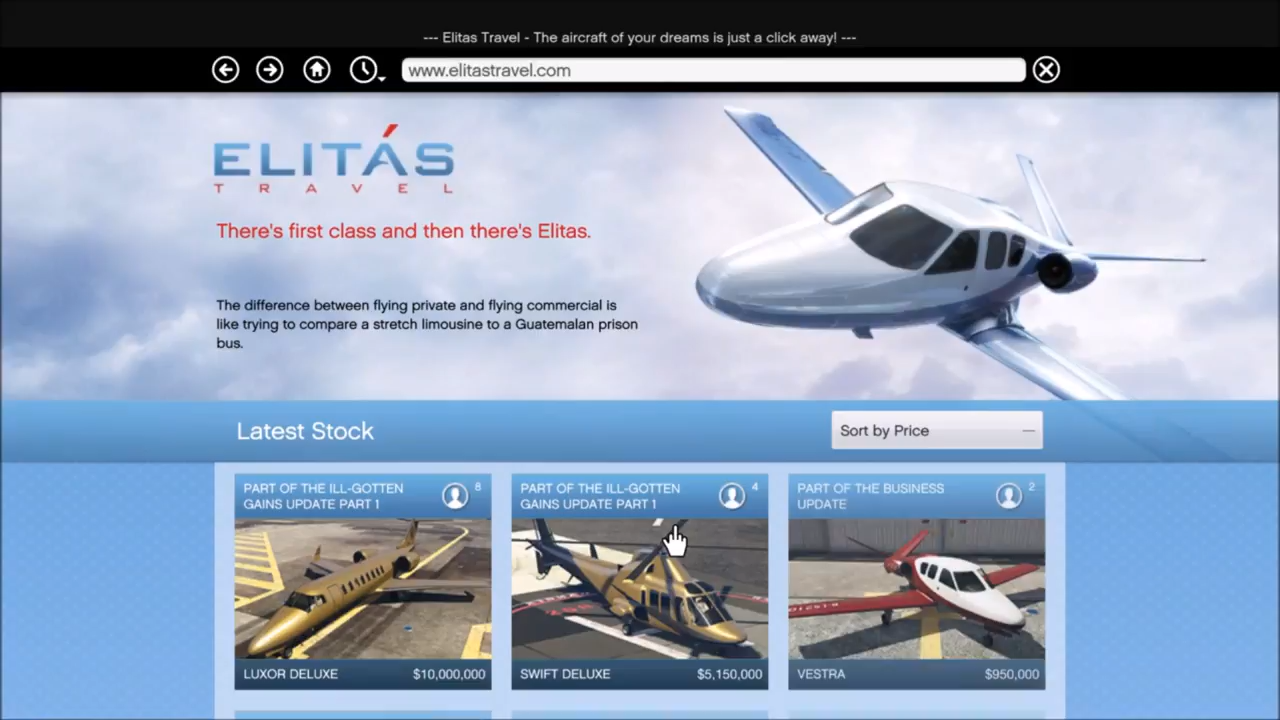 --- Elitas Travel - The aircraft of your dreams is just a click away! ---
www.elitastravel.com
ELITÁS
TRAVEL
There's first class and then there's Elitas.
The difference between flying private and flying commercial is
like trying to compare a stretch limousine to a Guatemalan prison
bus.
Latest Stock
Sort by Price
PART OF THE ILL-GOTTEN
GAINS UPDATE PART 1
8
PART OF THE ILL-GOTTEN
GAINS UPDATE PART 1
4
PART OF THE BUSINESS
UPDATE
2
LUXOR DELUXE
$10,000,000
SWIFT DELUXE
$5,150,000
VESTRA
$950,000